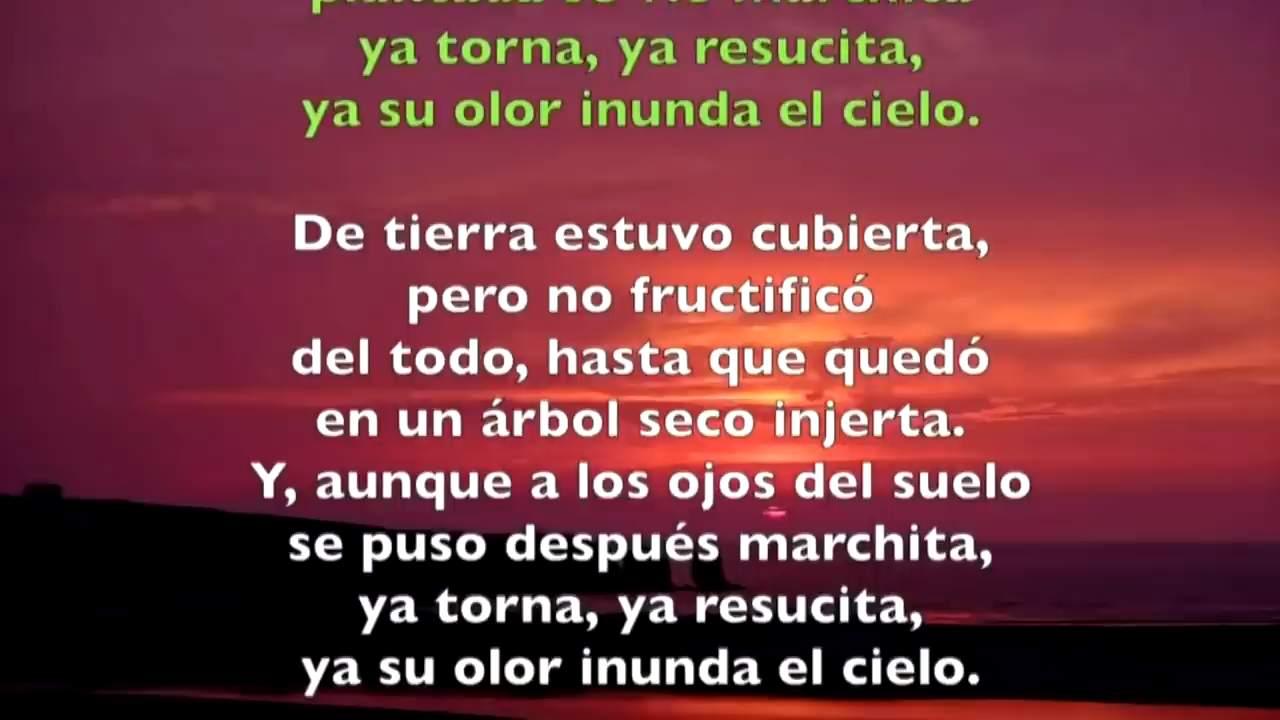 ya torna, ya resucita,
ya su olor inunda el cielo.
De tierra estuvo cubierta,
pero no fructificó
del todo, hasta que quedó
en un árbol seco injerta.
Y, aunque a los ojos del suelo
se puso después marchita,
ya torna, ya resucita,
ya su olor inunda el cielo.